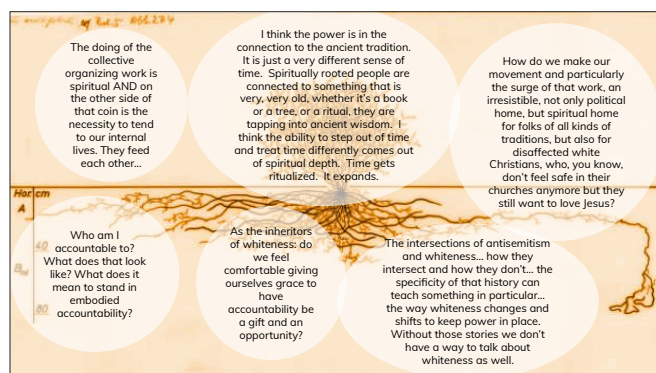 The doing of the
collective
organizing work is
spiritual AND on
the other side of
that coin is the
necessity to tend
to our internal
lives. They feed
each other...
I think the power is in the
connection to the ancient tradition.
It is just a very different sense of
time. Spiritually rooted people are
connected to something that is
very, very old, whether it's a book
or a tree, or a ritual, they are
tapping into ancient wisdom. I
think the ability to step out of time
and treat time differently comes out
of spiritual depth. Time gets
ritualized. It expands.
How do we make our
movement and particularly
the surge of that work, an
irresistible, not only political
home, but spiritual home
for folks of all kinds of
traditions, but also for
disaffected white
Christians, who, you know,
don't feel safe in their
churches anymore but they
still want to love Jesus?
Hor cm
A
Who am I
accountable to?
What does that look
like? What does it
mean to stand in
embodied
accountability?
As the inheritors
of whiteness: do
we feel
comfortable giving
ourselves grace to
have
accountability be
a gift and an
opportunity?
The intersections of antisemitism
and whiteness... how they
intersect and how they don't... the
specificity of that history can
teach something in particular...
the way whiteness changes and
shifts to keep power in place.
Without those stories we don't
have a way to talk about
whiteness as well.